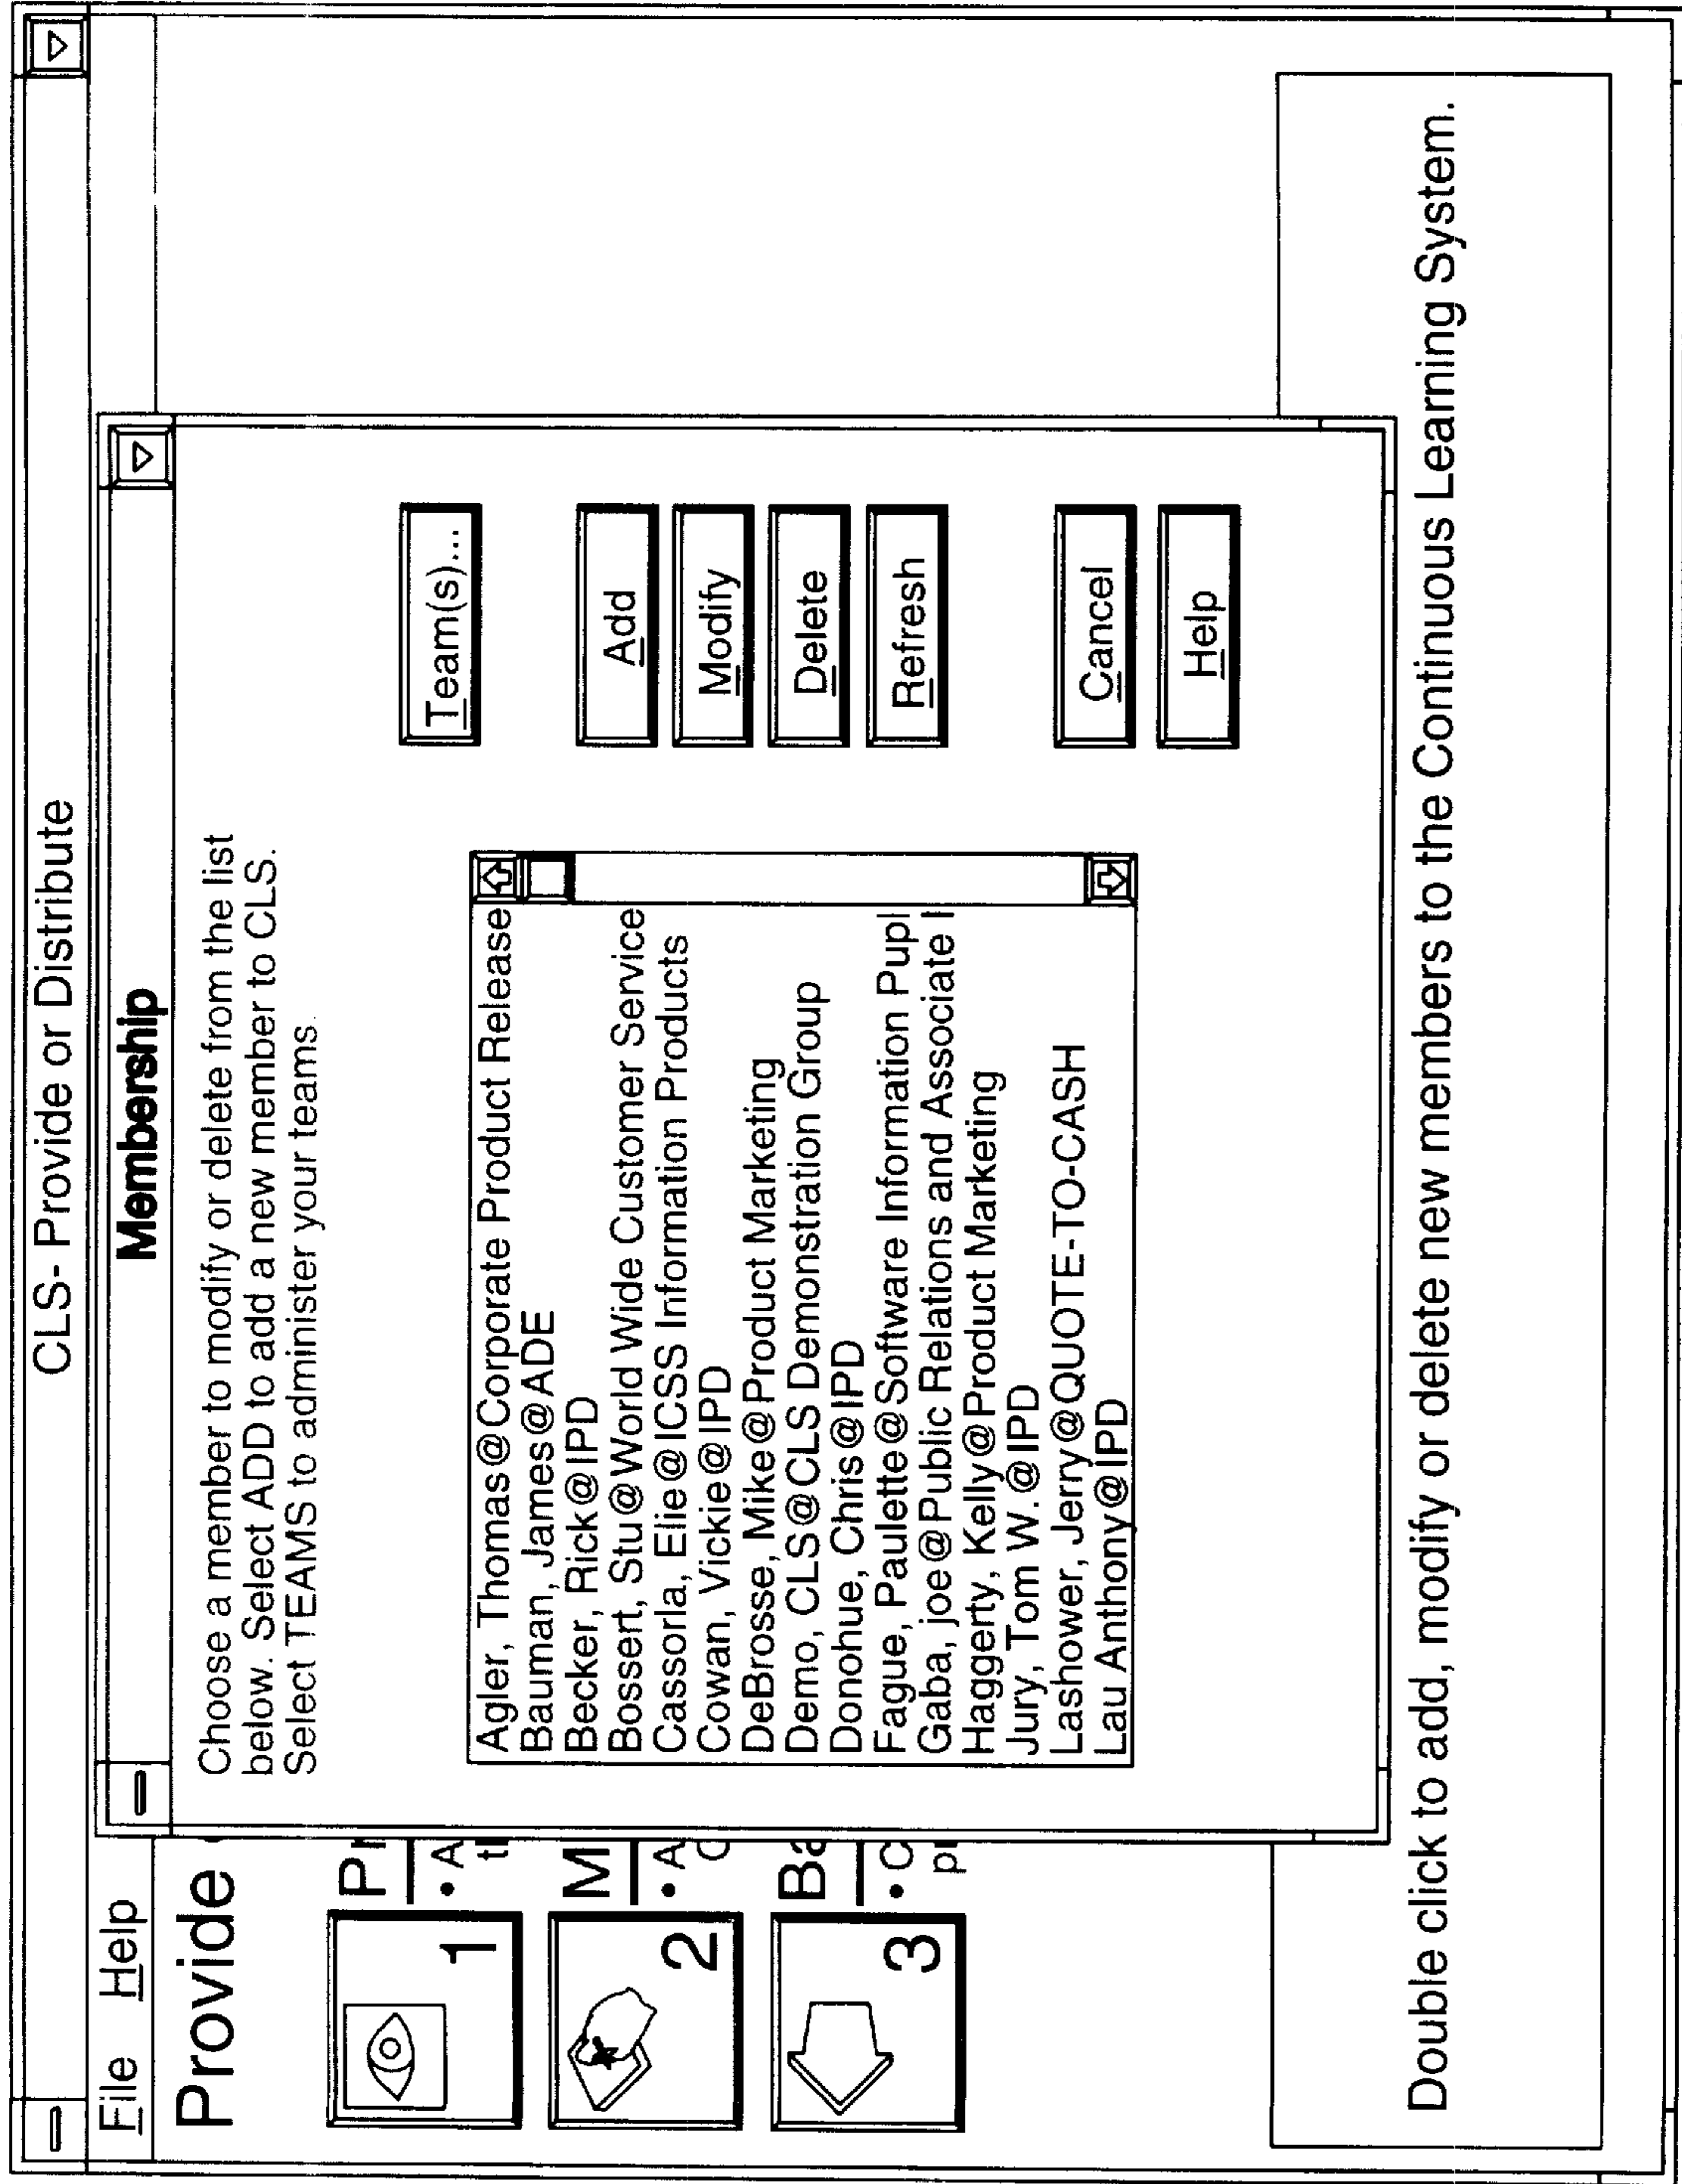 CLS- Provide or Distribute
File Help
Membership
Provide
Choose a member to modify or delete from the list
below. Select ADD to add a new member to CLS.
Select TEAMS to administer your teams.
Team(s)...
Agler, Thomas@Corporate Product Release
Bauman, James@ADE
Becker, Rick@IPD
Bossert, Stu@World Wide Customer Service
Cassorla, Elie@ICSS Information Products
Cowan, Vickie@IPD
DeBrosse, Mike@Product Marketing
Demo, CLS@CLS Demonstration Group
Donohue, Chris@IPD
Fague, Paulette@Software Information Pupl
Gaba, joe@Public Relations and Associate
Haggerty, Kelly@Product Marketing
Jury, Tom W.@IPD
Lashower, Jerry@QUOTE-TO-CASH
Lau Anthony@IPD
Add
Modify
Delete
Refresh
Cancel
Help
1
2
M
• A
3
Ba
• C
Double click to add, modify or delete new members to the Continuous Learning System.